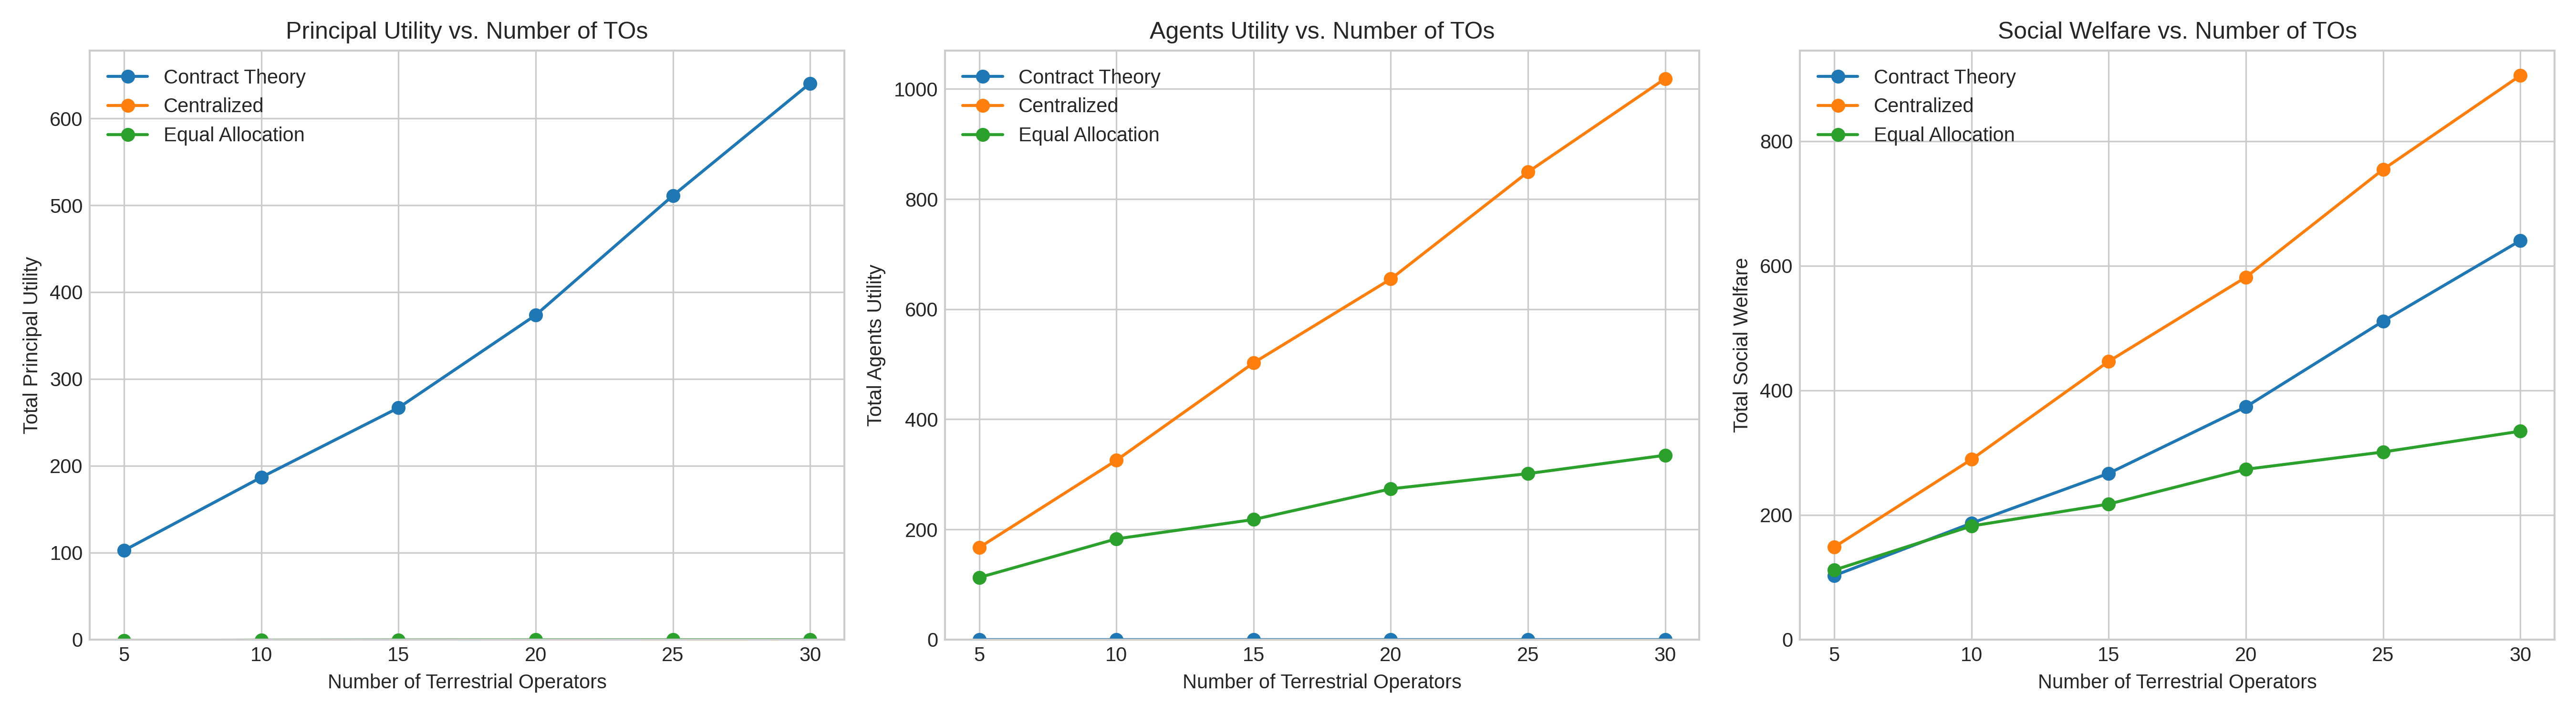 Principal Utility vs. Number of TOs
Contract Theory
Centralized
Equal Allocation
Total Principal Utility
600
500
400
300
200
100
0
5 10 15 20 25 30
Number of Terrestrial Operators
Agents Utility vs. Number of TOs
Contract Theory
Centralized
Equal Allocation
Total Agents Utility
1000
800
600
400
200
0
5 10 15 20 25 30
Number of Terrestrial Operators
Social Welfare vs. Number of TOs
Contract Theory
Centralized
Equal Allocation
Total Social Welfare
800
600
400
200
0
5 10 15 20 25 30
Number of Terrestrial Operators